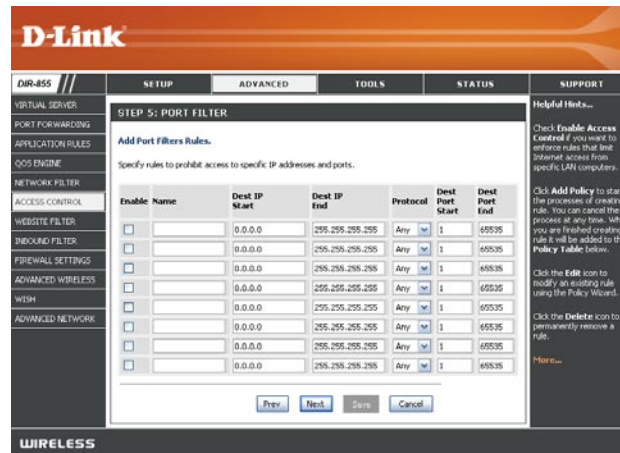 D-Link
DIR-855
SETUP ADVANCED TOOLS STATUS SUPPORT
VIRTUAL SERVER
PORT FORWARDING
APPLICATION RULES
QOS ENGINE
NETWORK FILTER
ACCESS CONTROL
WEBSITE FILTER
INBOUND FILTER
FIREWALL SETTINGS
ADVANCED WIRELESS
WISH
ADVANCED NETWORK
STEP 5: PORT FILTER
Add Port Filters Rules.
Specify rules to prohibit access to specific IP addresses and ports.
Enable Name Dest IP Start Dest IP End Protocol Dest Port Start Dest Port End
0.0.0.0 255.255.255.255 Any 1 65535
0.0.0.0 255.255.255.255 Any 1 65535
0.0.0.0 255.255.255.255 Any 1 65535
0.0.0.0 255.255.255.255 Any 1 65535
0.0.0.0 255.255.255.255 Any 1 65535
0.0.0.0 255.255.255.255 Any 1 65535
0.0.0.0 255.255.255.255 Any 1 65535
0.0.0.0 255.255.255.255 Any 1 65535
Prev Next Save Cancel
Helpful Hints...
Check Enable Access
Control if you want to
enforce rules that limit
Internet access from
specific LAN computers.
Click Add Policy to star
the processes of creatin
rule. You can cancel the
process at any time. Wh
you are finished creating
rule it will be added to th
Policy Table below.
Click the Edit icon to
modify an existing rule
using the Policy Wizard.
Click the Delete icon to
permanently remove a
rule.
More...
WIRELESS